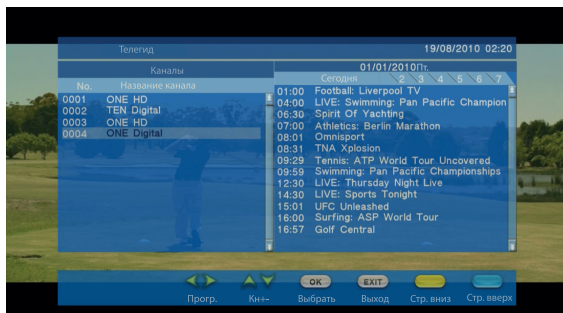 Телегид 19/08/2010 02:20
Каналы
No. Название канала
0001 ONE HD
0002 TEN Digital
0003 ONE HD
0004 ONE Digital
01/01/2010Пт.
Сегодня 2 3 4 5 6 7
01:00 Football: Liverpool TV
04:00 LIVE: Swimming: Pan Pacific Champion
06:30 Spirit Of Yachting
07:00 Athletics: Berlin Marathon
08:01 Omnisport
08:31 TNA Xplosion
09:29 Tennis: ATP World Tour Uncovered
09:59 Swimming: Pan Pacific Championships
12:30 LIVE: Thursday Night Live
14:30 LIVE: Sports Tonight
15:01 UFC Unleashed
16:00 Surfing: ASP World Tour
16:57 Golf Central
OK EXIT
Прогр. Кн+- Выбрать Выход Стр. вниз Стр. вверх